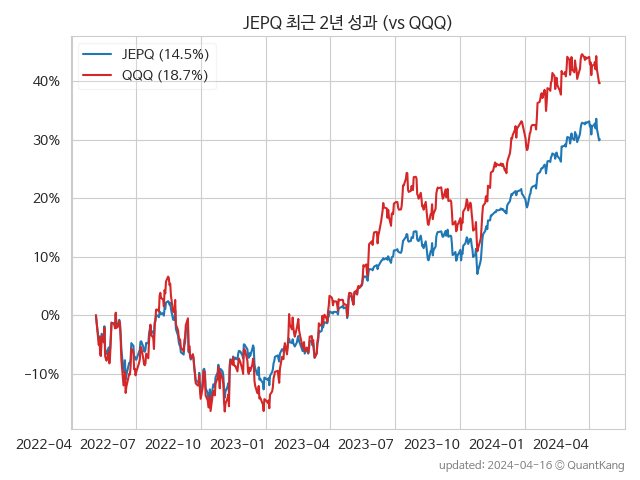 JEPQ 최근 2년 성과 (vs QQQ)
JEPQ (14.5%)
QQQ (18.7%)
40%
30%
20%
10%
0%
−10%
2022−04 2022−07 2022−10 2023−01 2023−04 2023−07 2023−10 2024−01 2024−04
updated: 2024−04−16 © QuantKang